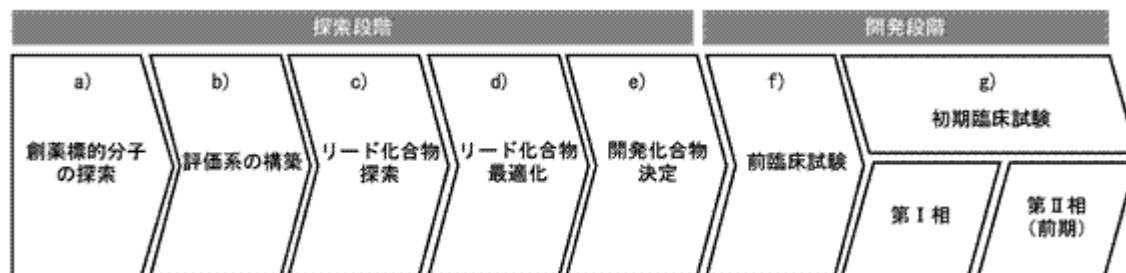 探索段階
開発段階
a)
創薬標的分子
の探索
b)
評価系の構築
c)
リード化合物
探索
d)
リード化合物
最適化
e)
開発化合物
決定
f)
前臨床試験
g)
初期臨床試験
第Ⅰ相
第Ⅱ相
(前期)